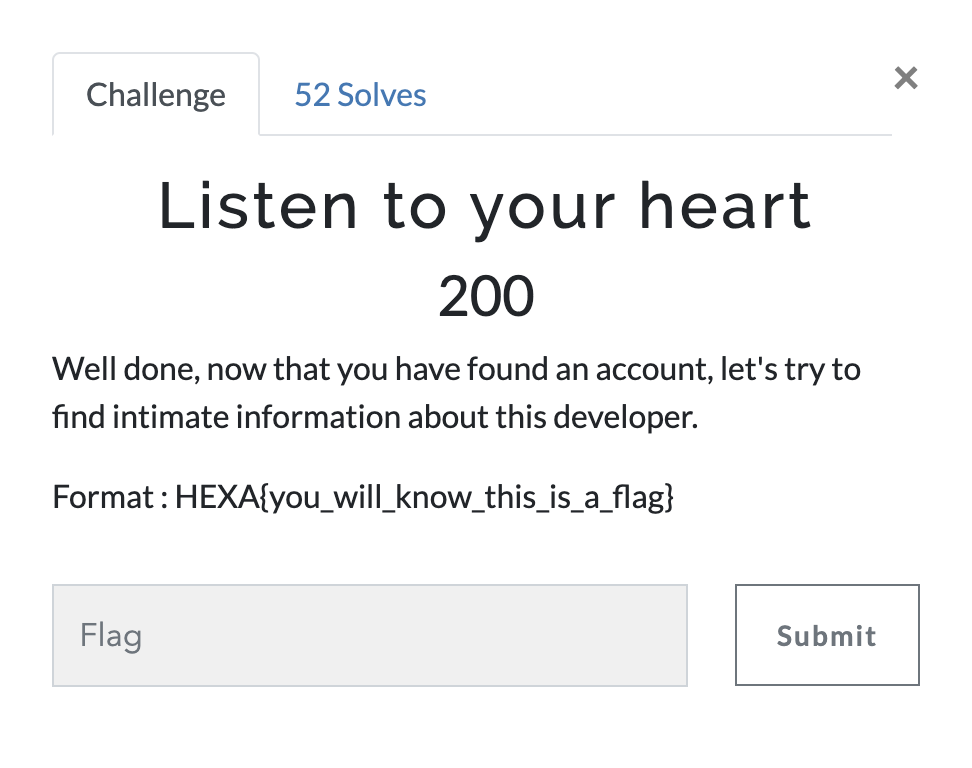 Challenge
52 Solves
×
Listen to your heart
200
Well done, now that you have found an account, let's try to
find intimate information about this developer.
Format : HEXA{you_will_know_this_is_a_flag}
Flag
Submit